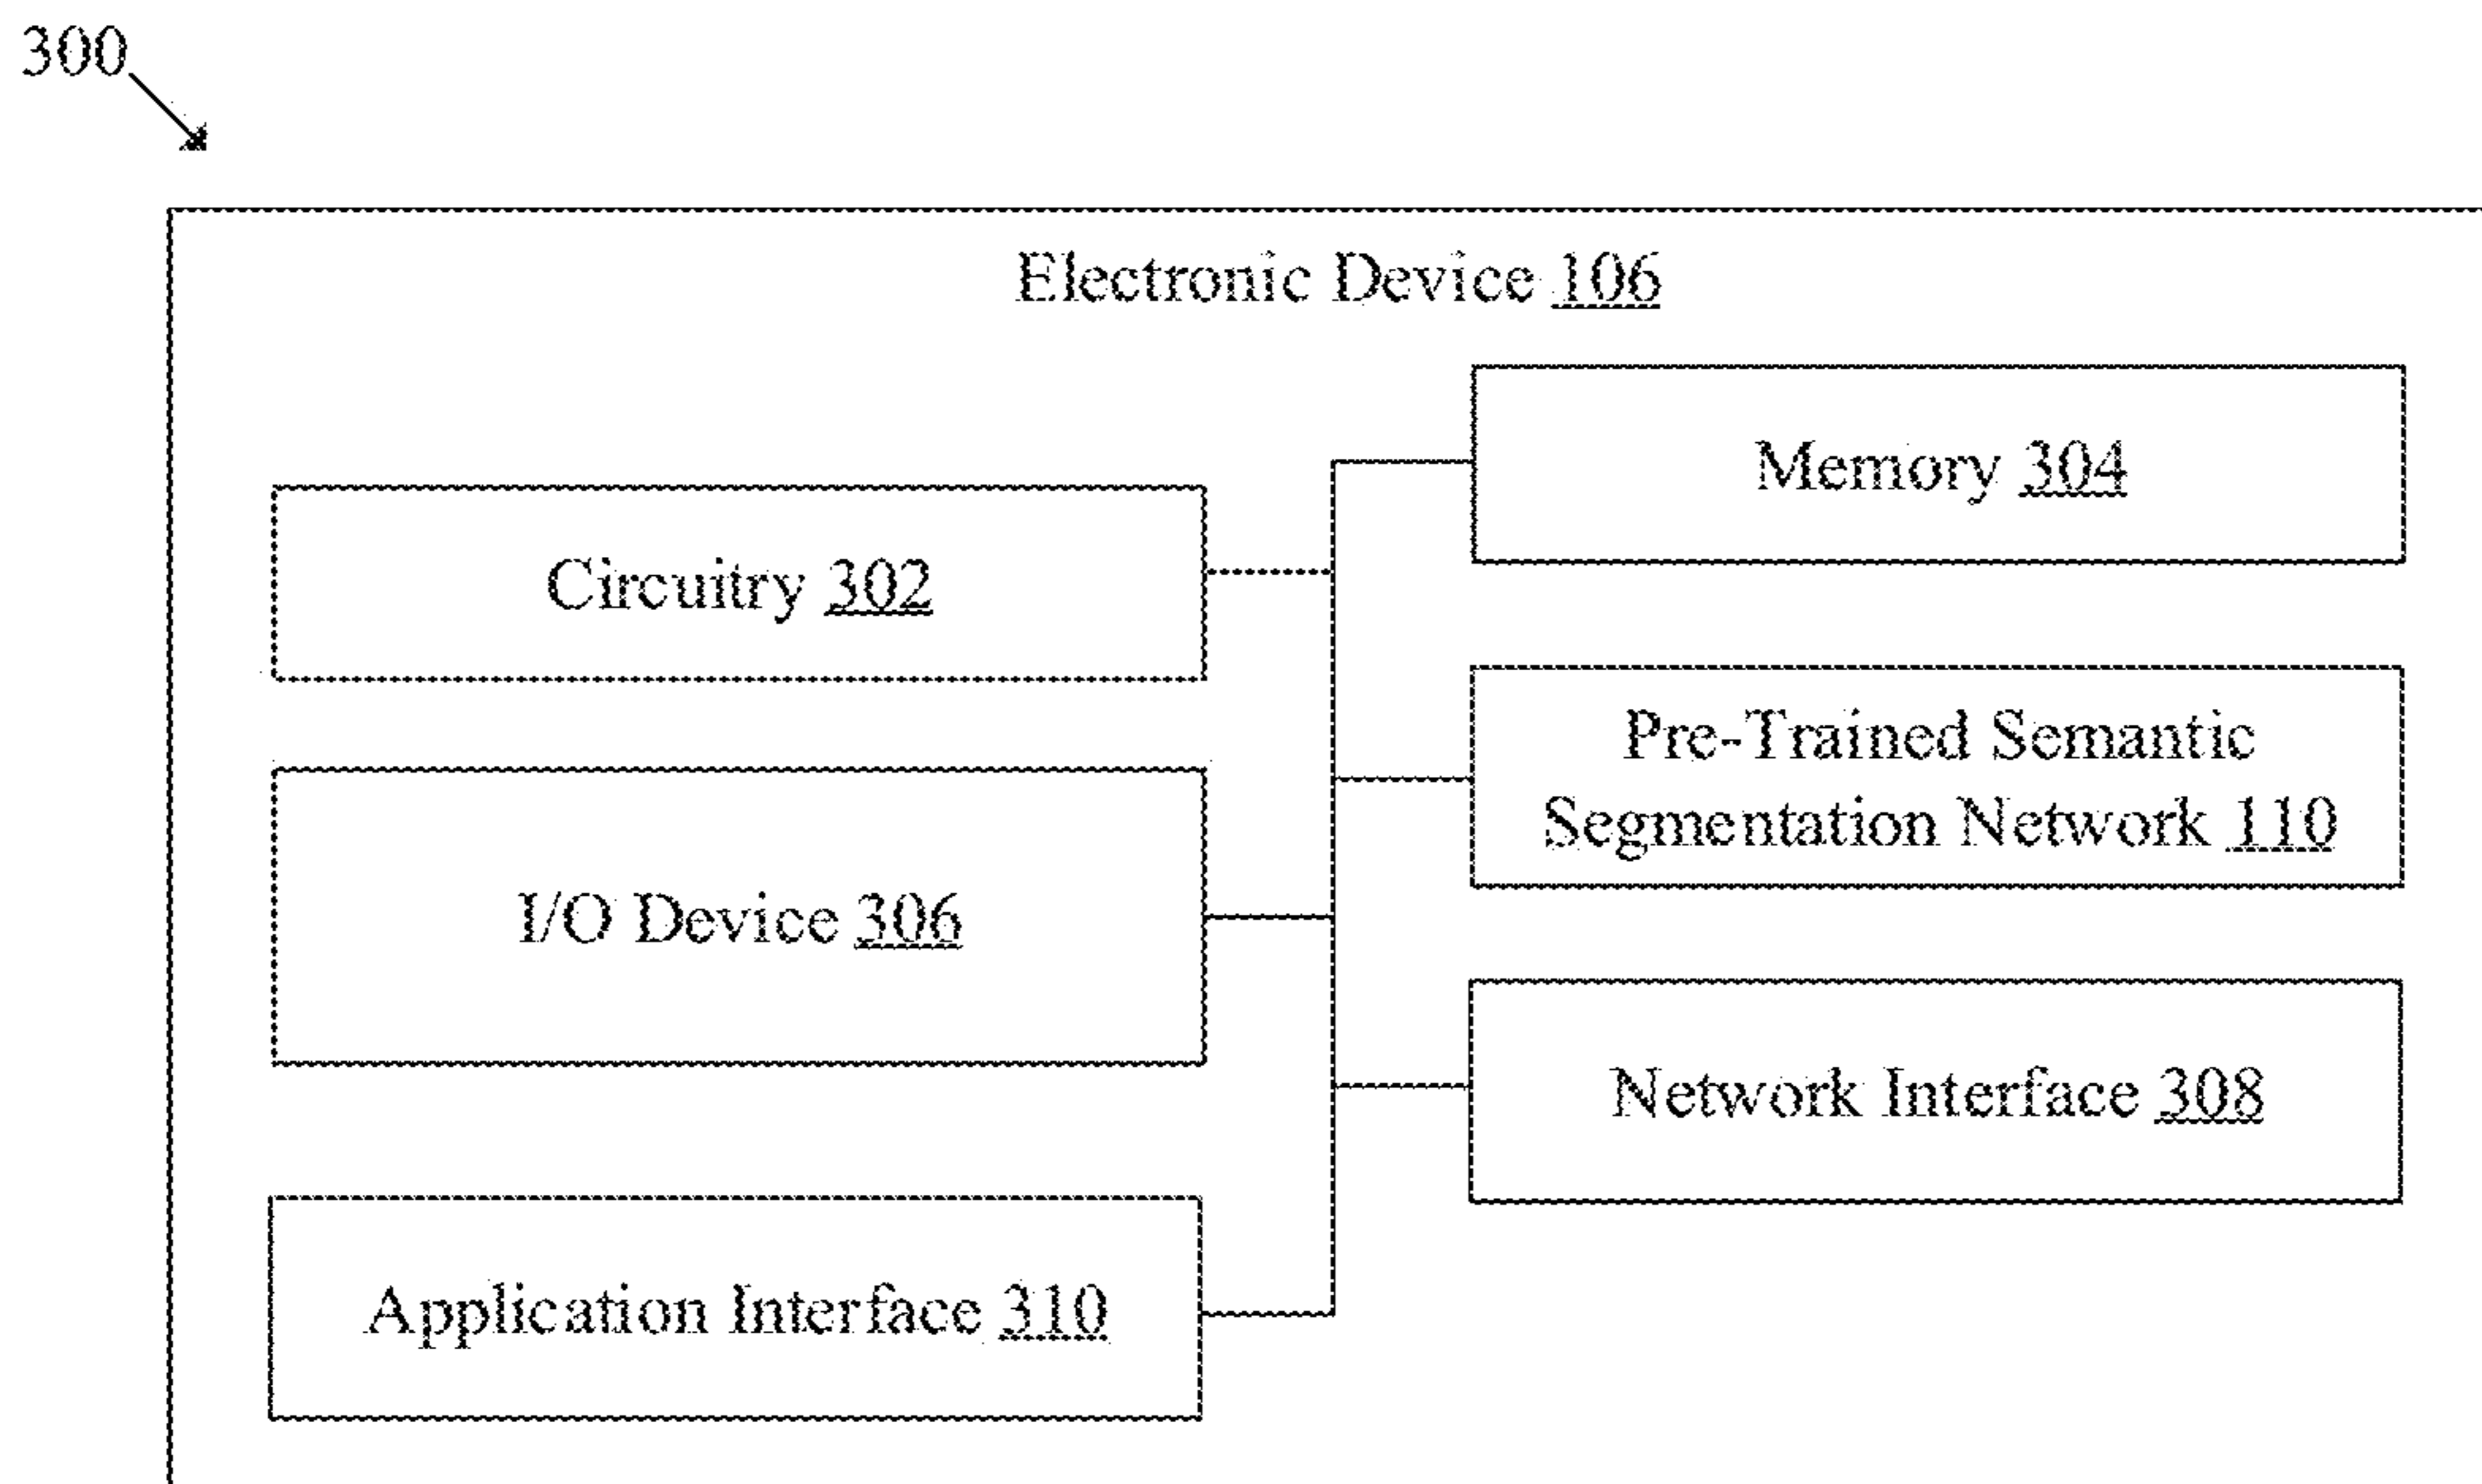 300
Electronic Device 106
Memory 304
Circuitry 302
Pre-Trained Semantic
Segmentation Network 110
I/O Device 306
Network Interface 308
Application Interface 310